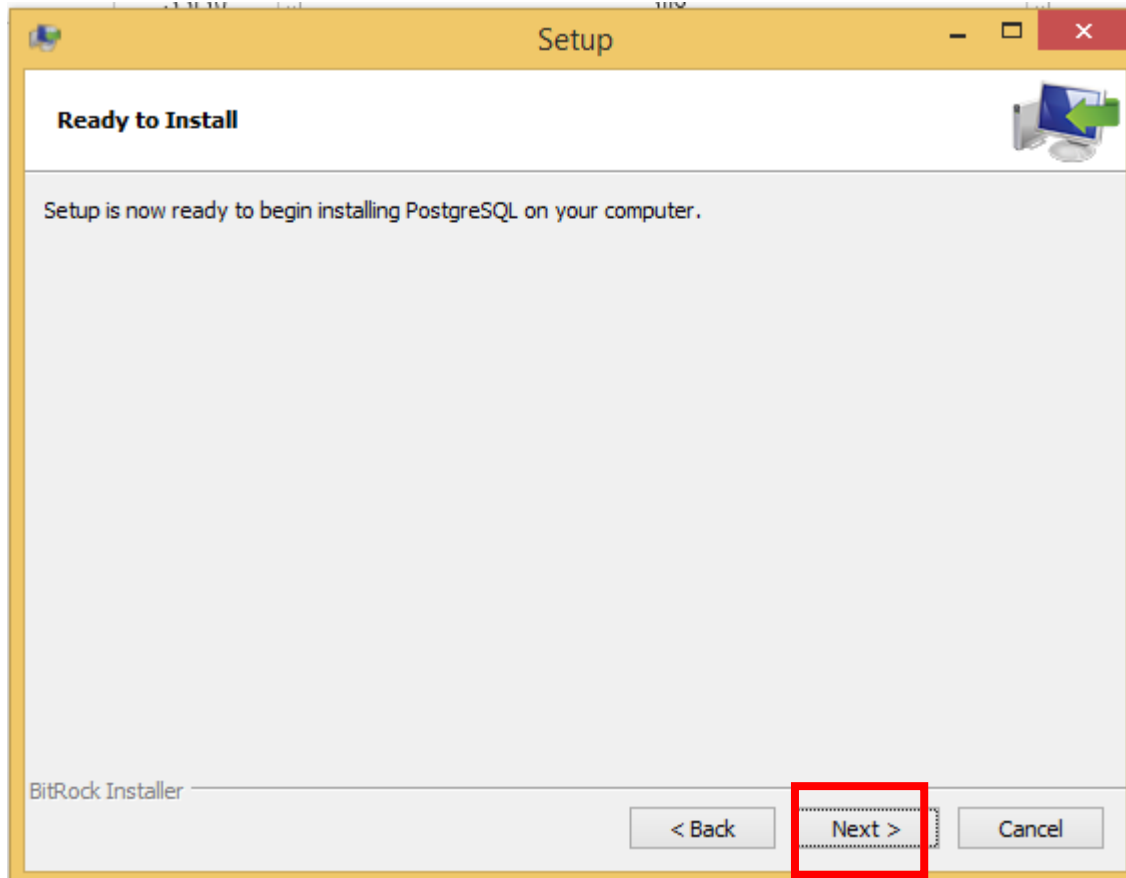 Setup
Ready to Install
Setup is now ready to begin installing PostgreSQL on your computer.
BitRock Installer
< Back
Next >
Cancel